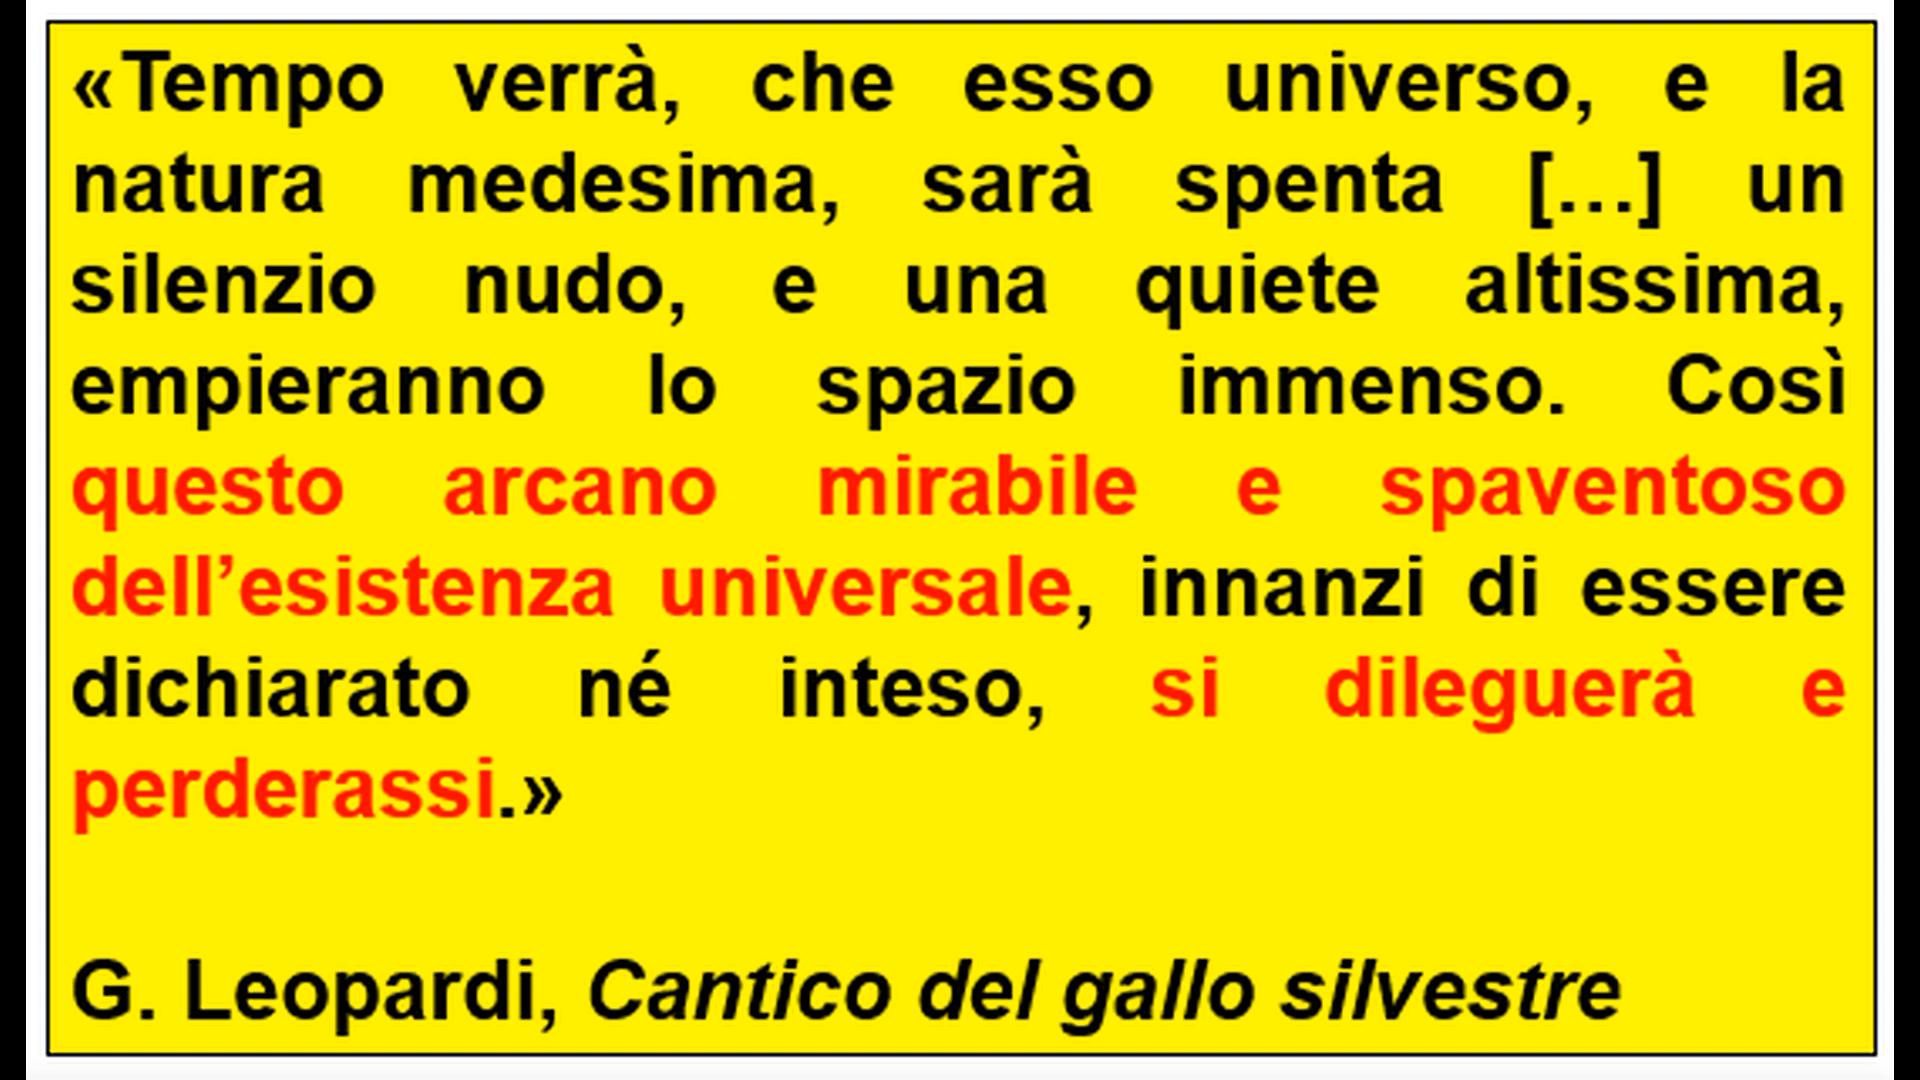 «Tempo verrà, che esso universo, e la
natura medesima, sarà spenta […] un
silenzio nudo, e una quiete altissima,
empieranno lo spazio immenso. Così
questo arcano mirabile e spaventoso
dell’esistenza universale, innanzi di essere
dichiarato né inteso, si dileguerà e
perderassi.»
G. Leopardi, Cantico del gallo silvestre